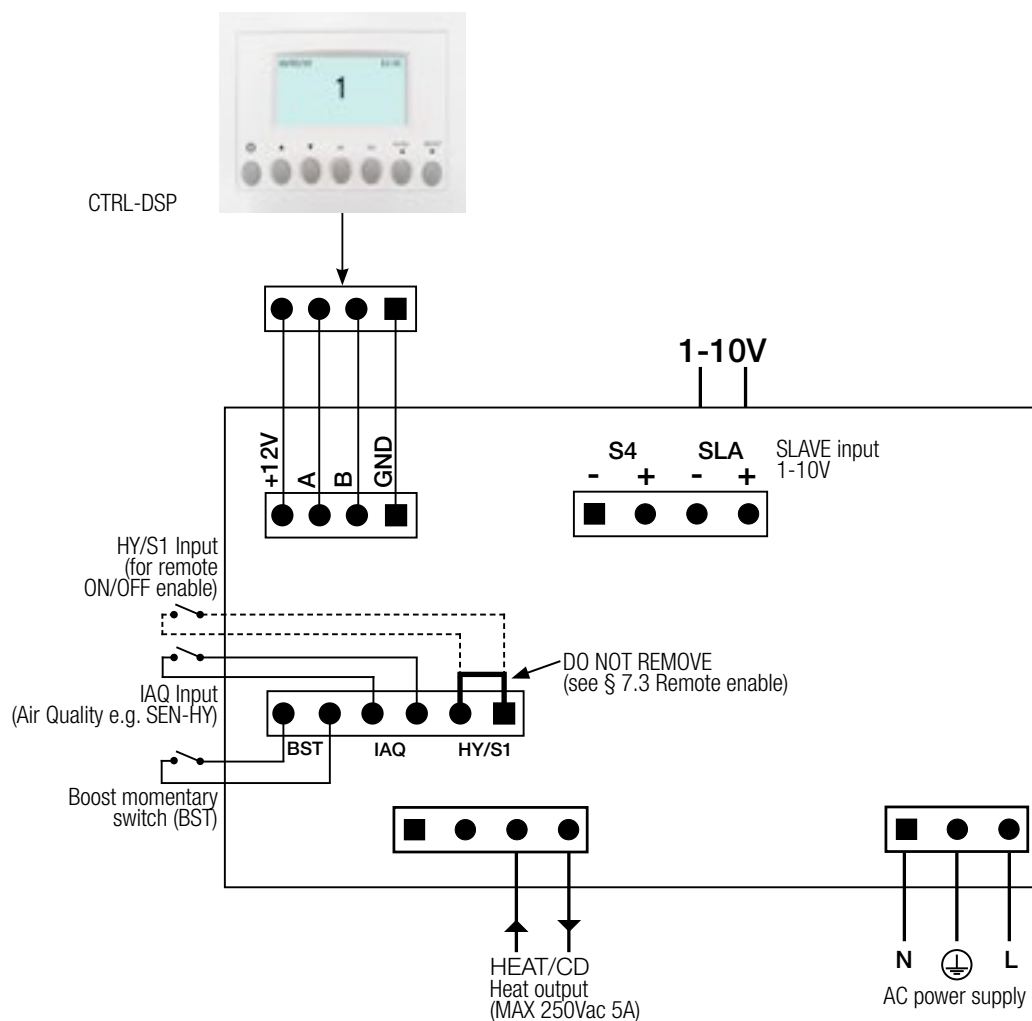 1
CTRL-DSP
1-10V
+12V
A
B
GND
S4
SLA
- + - +
SLAVE input
1-10V
HY/S1 Input
(for remote
ON/OFF enable)
DO NOT REMOVE
(see § 7.3 Remote enable)
IAQ Input
(Air Quality e.g. SEN-HY)
BST
IAQ
HY/S1
Boost momentary
switch (BST)
HEAT/CD
Heat output
(MAX 250Vac 5A)
N
L
AC power supply